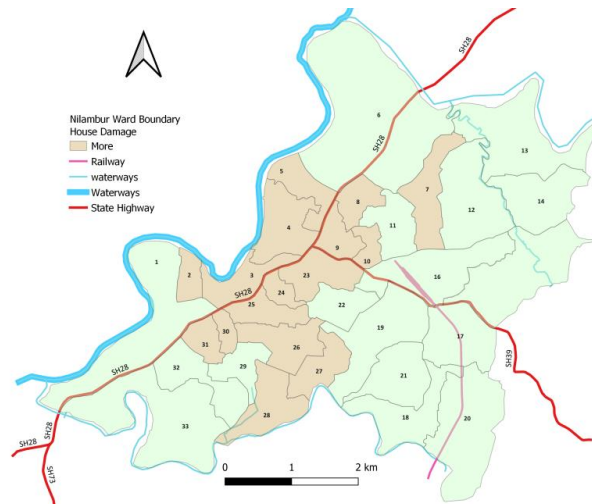 SH28
Nilambur Ward Boundary
House Damage
More
Railway
waterways
Waterways
State Highway
6
SH28
13
5
7
8
14
4
11
12
1
9
10
2
3
23
16
SH28
25
24
22
30
19
17
31
26
SH28
32
29
27
21
SH39
28
18
20
33
SH28
SH28
SH73
0 1 2 km